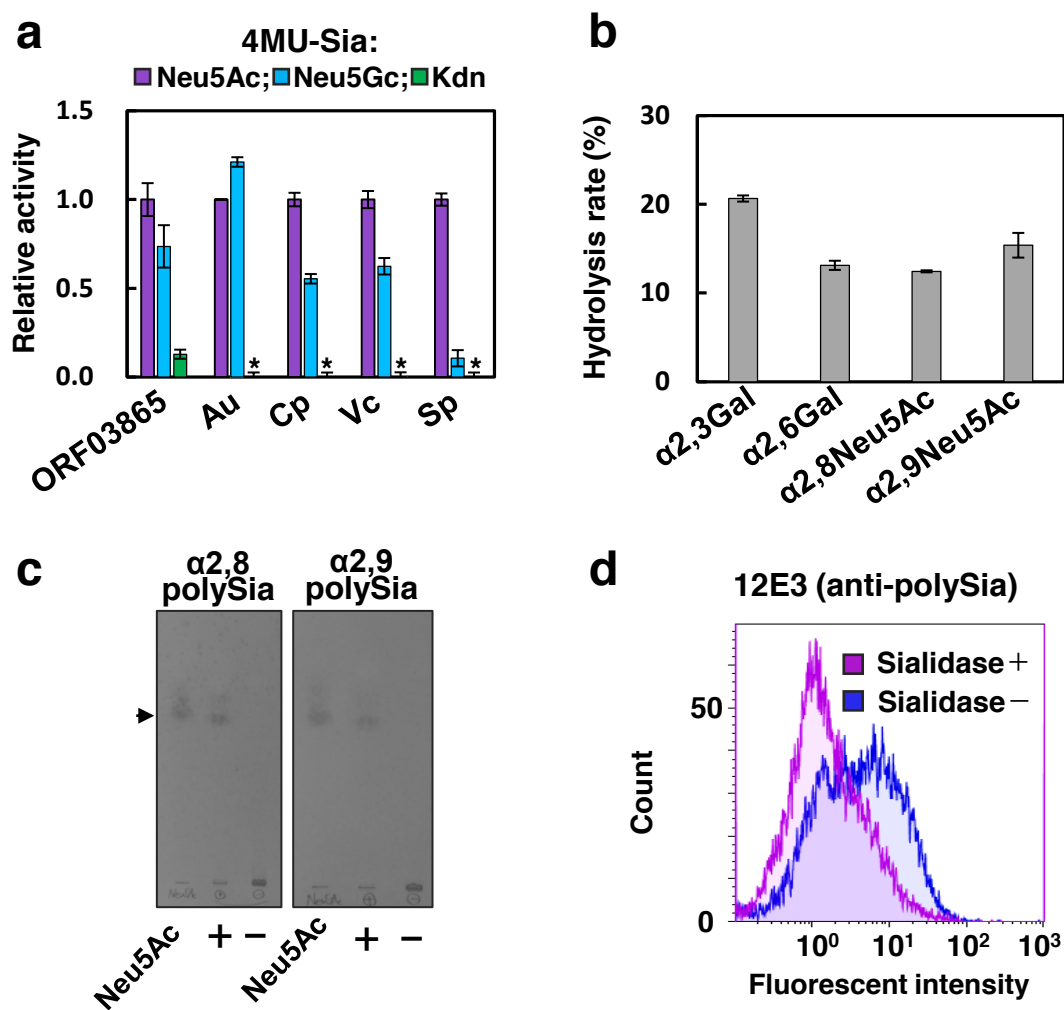 a
4MU-Sia:
Neu5Ac; Neu5Gc; Kdn
Relative activity
1.5
1.0
0.5
0.0
* * * *
ORF03865 Au Cp Vc Sp
b
Hydrolysis rate (%)
30
20
10
0
α2,3Gal α2,6Gal α2,8Neu5Ac α2,9Neu5Ac
c
α2,8 polySia
α2,9 polySia
Neu5Ac + −
Neu5Ac + −
Neu5Ac + −
Neu5Ac + −
d
12E3 (anti-polySia)
Sialidase +
Sialidase −
Count
50
0
10⁰ 10¹ 10² 10³
Fluorescent intensity